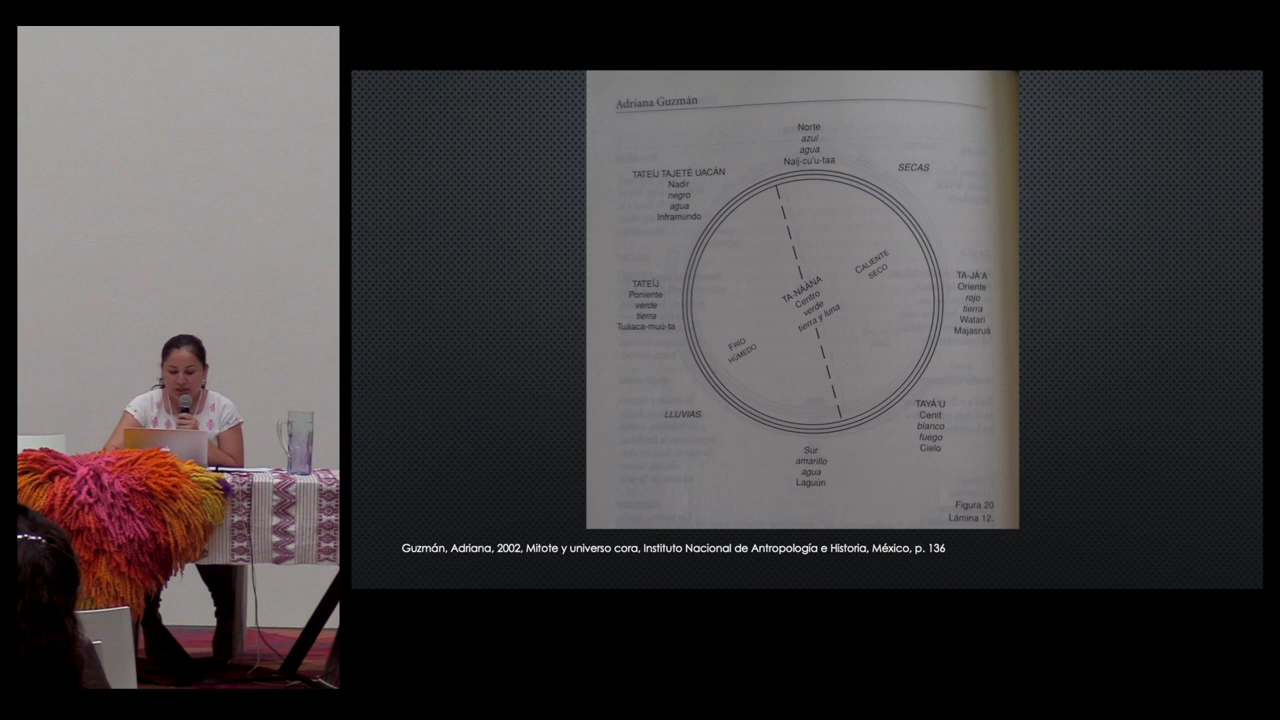 Adriana Guzmán
Norte
azul
agua
Naij-cu'u-taa
SECAS
TATEÍJ TAJETÉ UACÁN
Nadir
negro
agua
Inframundo
CALIENTE
SECO
TATEÍJ
Poniente
verde
tierra
Tuáaca-muú-ta
TA-NÁANA
Centro
verde
tierra y luna
TA-JÁ'A
Oriente
rojo
tierra
Watari
Majasruá
FRÍO
HÚMEDO
LLUVIAS
TAYÁ'U
Cenit
blanco
fuego
Cielo
Sur
amarillo
agua
Laguún
Figura 20
Lámina 12.
Guzmán, Adriana, 2002, Mitote y universo cora, Instituto Nacional de Antropología e Historia, México, p. 136